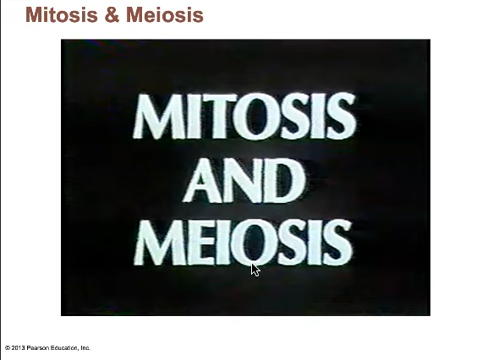 Mitosis & Meiosis
MITOSIS
AND
MEIOSIS
© 2013 Pearson Education, Inc.